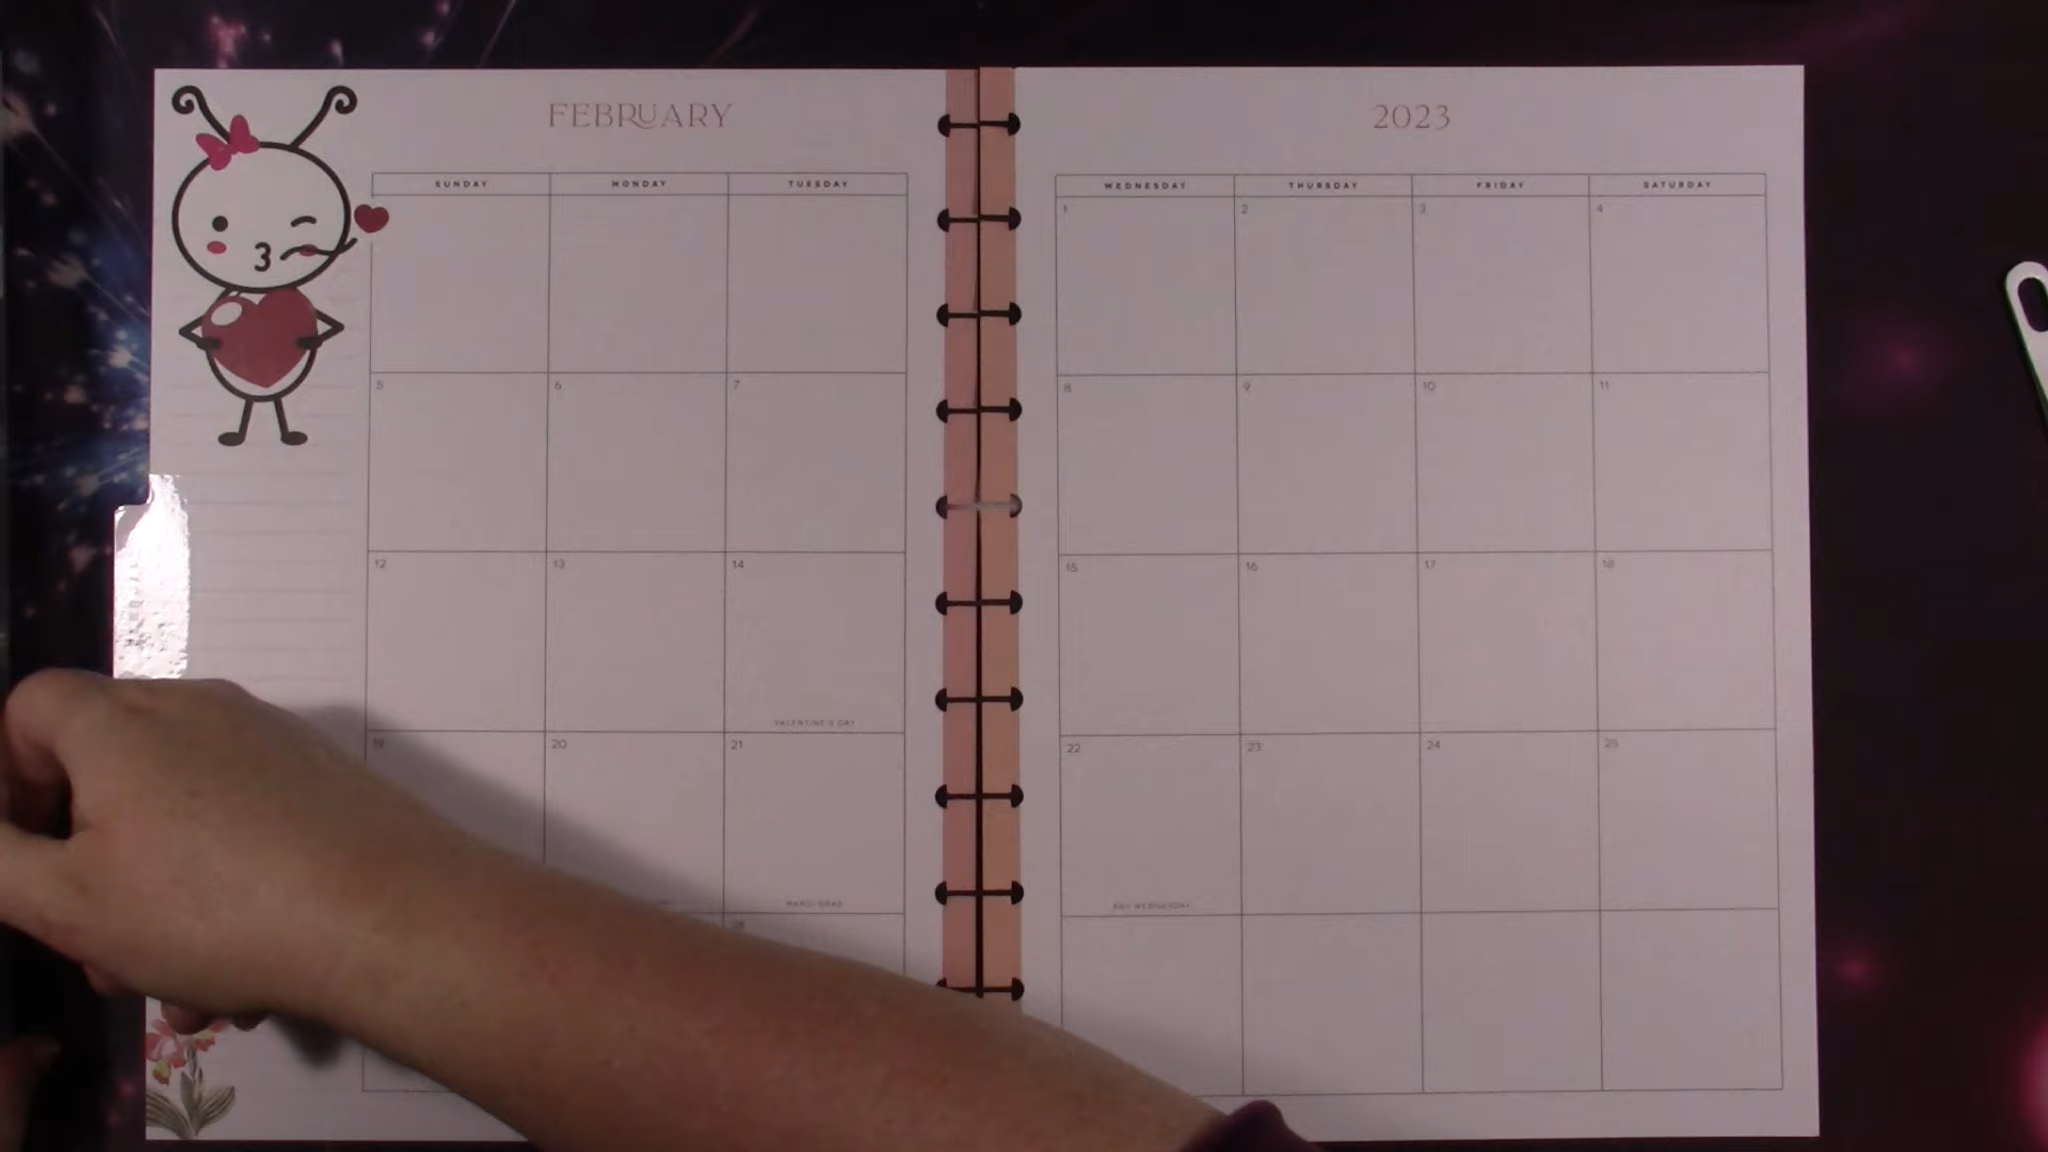 FEBRUARY
2023
SUNDAY MONDAY TUESDAY
WEDNESDAY THURSDAY FRIDAY SATURDAY
1 2 3 4
5 6 7
8 9 10 11
12 13 14
VALENTINE'S DAY
15 16 17 18
19 20 21
MARDI GRAS
22 23 24 25
ASH WEDNESDAY
28